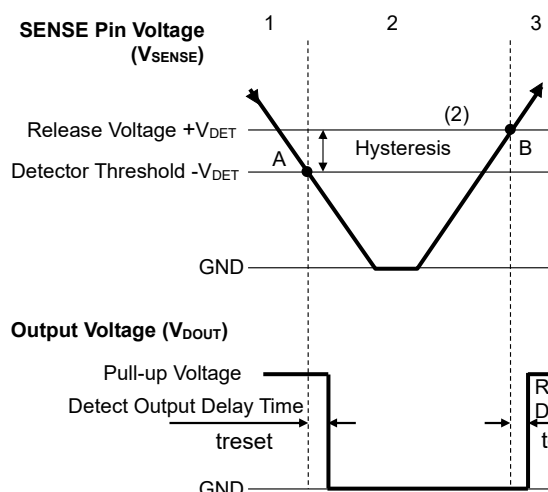 1 2 3
SENSE Pin Voltage
(VSENSE)
(2)
Release Voltage +VDET
A Hysteresis B
Detector Threshold -VDET
GND
Output Voltage (VDOUT)
Pull-up Voltage
R
Detect Output Delay Time D
treset t
GND